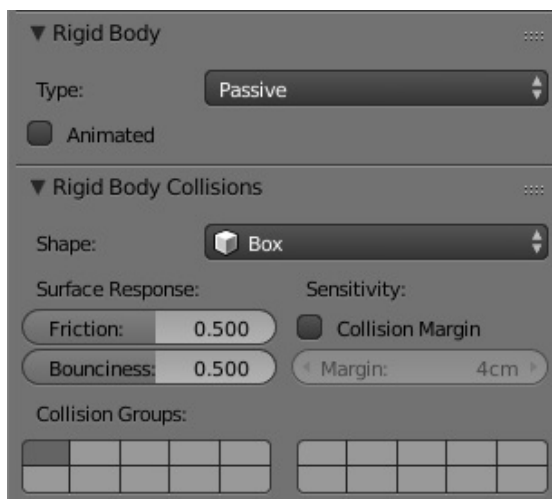 Rigid Body
Type: Passive
Animated
Rigid Body Collisions
Shape: Box
Surface Response: Sensitivity:
Friction: 0.500 Collision Margin
Bounciness: 0.500 Margin: 4cm
Collision Groups: